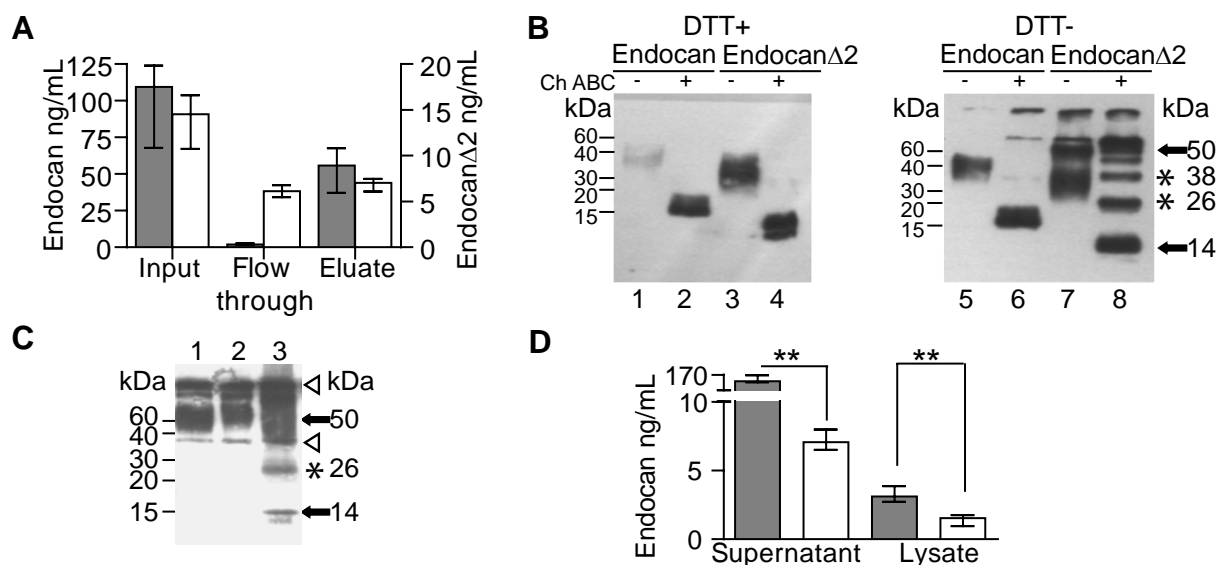 A
Endocan ng/mL
125
100
75
50
25
0
20
15
10
5
0
EndocanΔ2 ng/mL
Input
Flow through
Eluate
B
DTT+
Endocan EndocanΔ2
Ch ABC - + - +
kDa
60
40
30
20
15
1 2 3 4
DTT-
Endocan EndocanΔ2
- + - +
kDa kDa
60
40
30
20
15
50
* 38
* 26
14
5 6 7 8
C
1 2 3
kDa kDa
60
40
30
20
15
50
* 26
14
D
Endocan ng/mL
170
10
5
0
** **
Supernatant Lysate